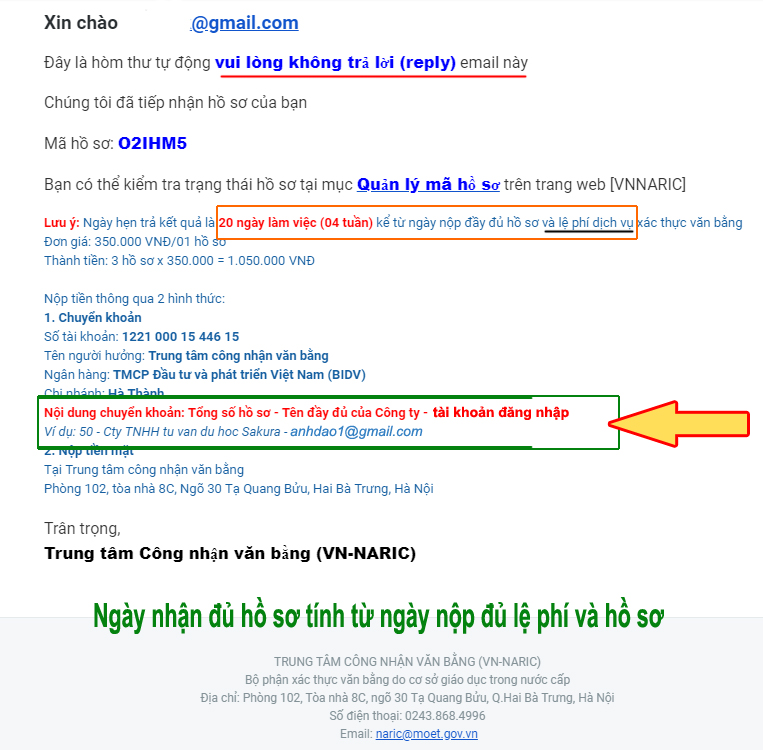 Xin chào @gmail.com
Đây là hòm thư tự động vui lòng không trả lời (reply) email này
Chúng tôi đã tiếp nhận hồ sơ của bạn
Mã hồ sơ: O2IHM5
Bạn có thể kiểm tra trạng thái hồ sơ tại mục Quản lý mã hồ sơ trên trang web [VNNARIC]
Lưu ý: Ngày hẹn trả kết quả là 20 ngày làm việc (04 tuần) kể từ ngày nộp đầy đủ hồ sơ và lệ phí dịch vụ xác thực văn bằng
Đơn giá: 350.000 VNĐ/01 hồ sơ
Thành tiền: 3 hồ sơ x 350.000 = 1.050.000 VNĐ
Nộp tiền thông qua 2 hình thức:
1. Chuyển khoản
Số tài khoản: 1221 000 15 446 15
Tên người hưởng: Trung tâm công nhận văn bằng
Ngân hàng: TMCP Đầu tư và phát triển Việt Nam (BIDV)
Chi nhánh: Hà Thành
Nội dung chuyển khoản: Tổng số hồ sơ - Tên đầy đủ của Công ty - tài khoản đăng nhập
Ví dụ: 50 - Cty TNHH tu van du hoc Sakura - anhdao1@gmail.com
2. Nộp tiền mặt
Tại Trung tâm công nhận văn bằng
Phòng 102, tòa nhà 8C, Ngõ 30 Tạ Quang Bửu, Hai Bà Trưng, Hà Nội
Trân trọng,
Trung tâm Công nhận văn bằng (VN-NARIC)
Ngày nhận đủ hồ sơ tính từ ngày nộp đủ lệ phí và hồ sơ
TRUNG TÂM CÔNG NHẬN VĂN BẰNG (VN-NARIC)
Bộ phận xác thực văn bằng do cơ sở giáo dục trong nước cấp
Địa chỉ: Phòng 102, Tòa nhà 8C, ngõ 30 Tạ Quang Bửu, Q.Hai Bà Trưng, Hà Nội
Số điện thoại: 0243.868.4996
Email: naric@moet.gov.vn